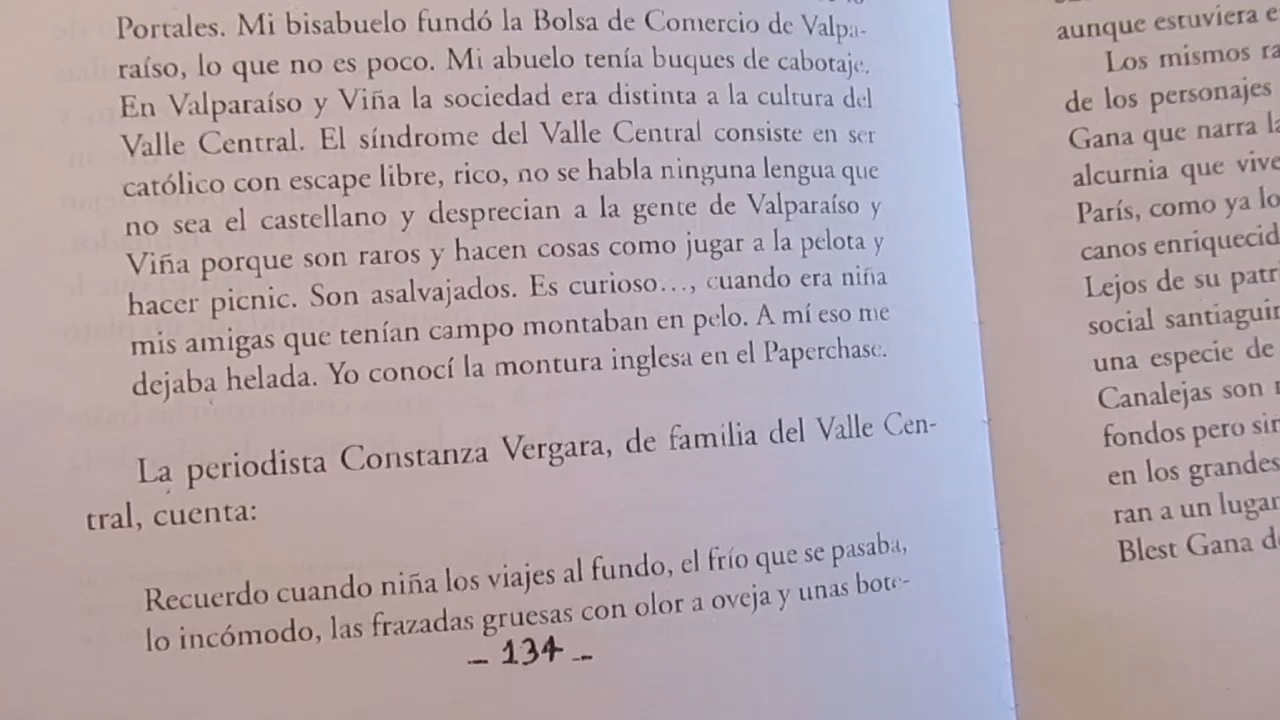 Portales. Mi bisabuelo fundó la Bolsa de Comercio de Valpa-
raíso, lo que no es poco. Mi abuelo tenía buques de cabotaje.
En Valparaíso y Viña la sociedad era distinta a la cultura del
Valle Central. El síndrome del Valle Central consiste en ser
católico con escape libre, rico, no se habla ninguna lengua que
no sea el castellano y desprecian a la gente de Valparaíso y
Viña porque son raros y hacen cosas como jugar a la pelota y
hacer picnic. Son asalvajados. Es curioso..., cuando era niña
mis amigas que tenían campo montaban en pelo. A mí eso me
dejaba helada. Yo conocí la montura inglesa en el Paperchase.
La periodista Constanza Vergara, de familia del Valle Cen-
tral, cuenta:
Recuerdo cuando niña los viajes al fundo, el frío que se pasaba,
lo incómodo, las frazadas gruesas con olor a oveja y unas bote-
- 134 -
aunque estuviera
Los mismos
de los personajes
Gana que narra
alcurnia que
París, como ya
canos
Lejos de su
social
una especie de
Canalejas son
fondos pero
en los grandes
ran a un lugar
Blest Gana